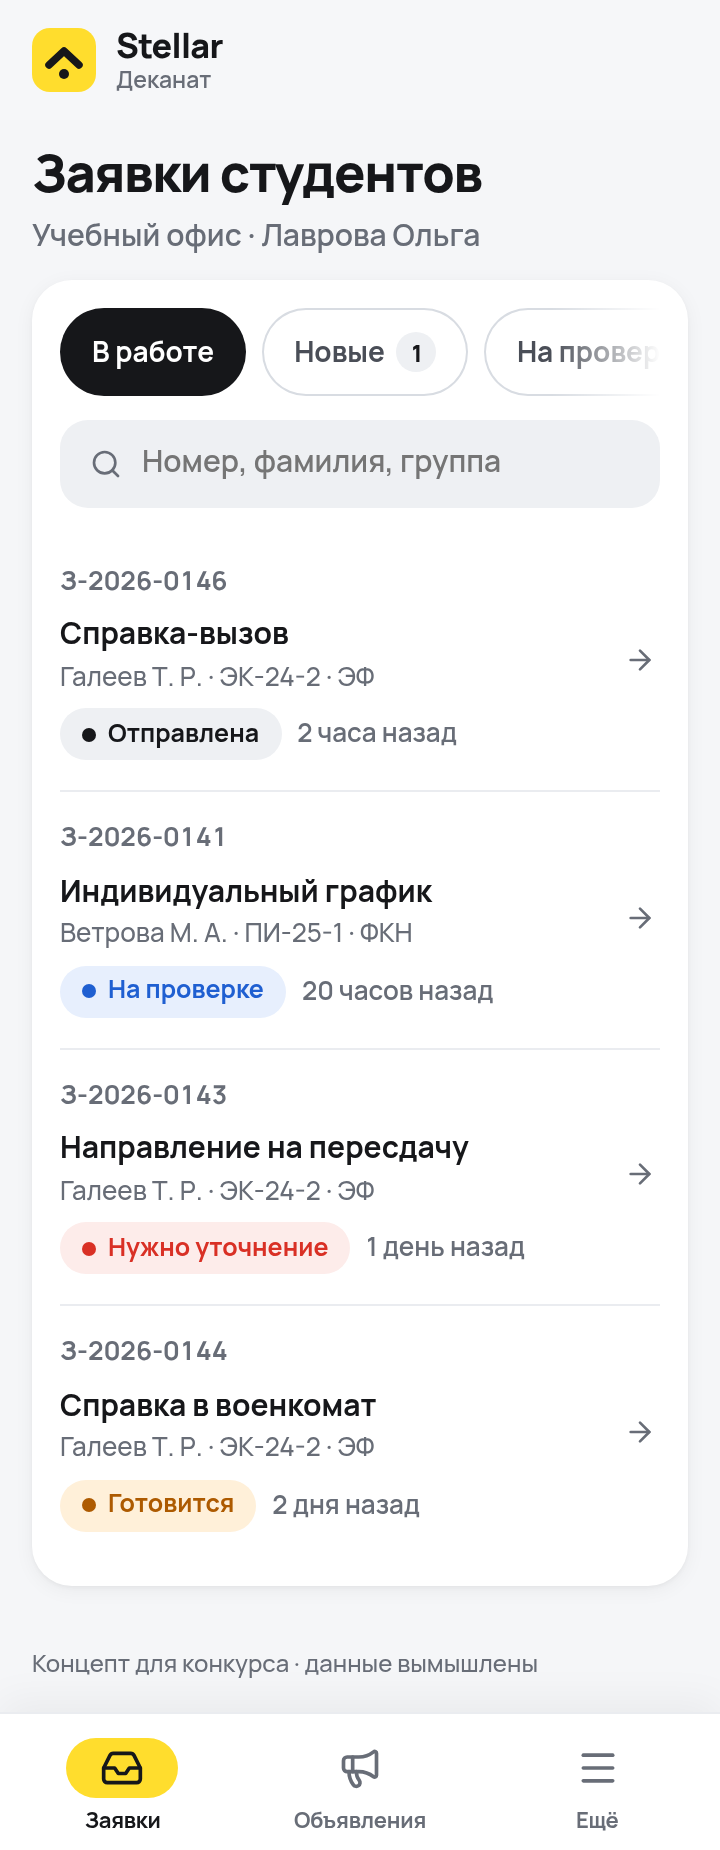 Stellar
Деканат
Заявки студентов
Учебный офис · Лаврова Ольга
В работе
Новые 1
На провер
Номер, фамилия, группа
З-2026-0146
Справка-вызов
Галеев Т. Р. · ЭК-24-2 · ЭФ
Отправлена 2 часа назад
З-2026-0141
Индивидуальный график
Ветрова М. А. · ПИ-25-1 · ФКН
На проверке 20 часов назад
З-2026-0143
Направление на пересдачу
Галеев Т. Р. · ЭК-24-2 · ЭФ
Нужно уточнение 1 день назад
З-2026-0144
Справка в военкомат
Галеев Т. Р. · ЭК-24-2 · ЭФ
Готовится 2 дня назад
Концепт для конкурса · данные вымышлены
Заявки
Объявления
Ещё